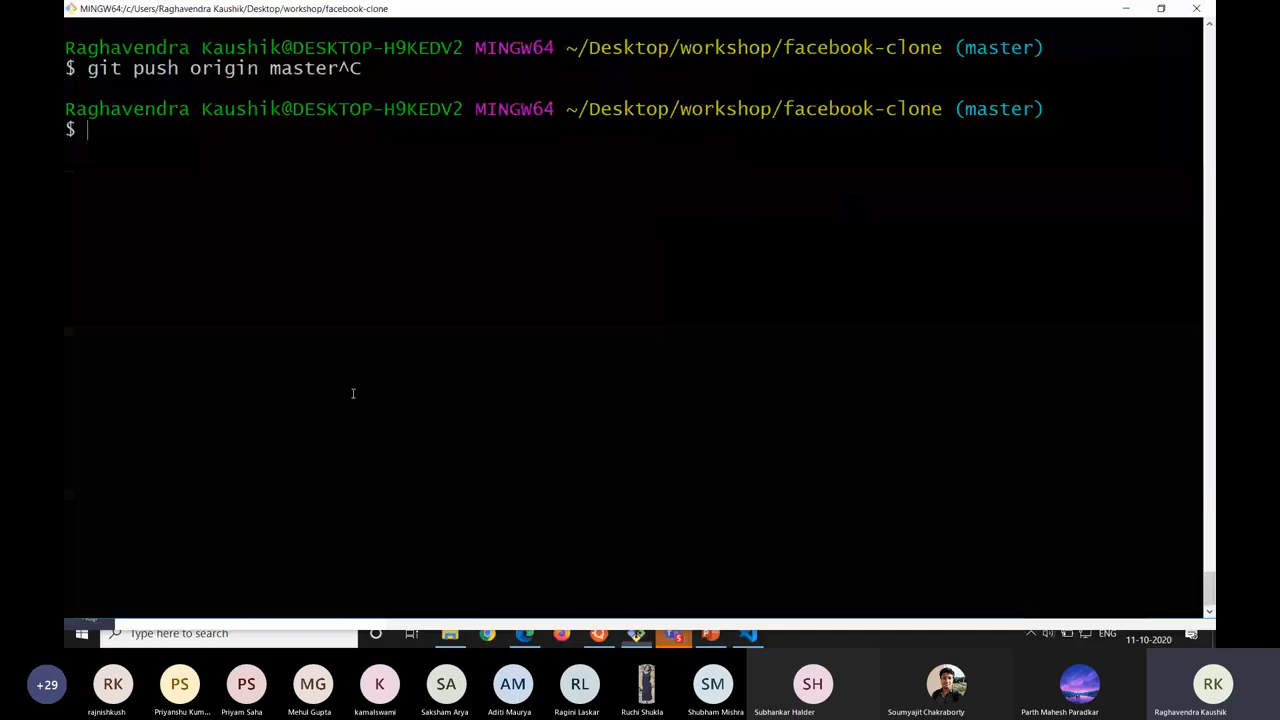 MINGW64:/c/Users/Raghavendra Kaushik/Desktop/workshop/facebook-clone
Raghavendra Kaushik@DESKTOP-H9KEDV2 MINGW64 ~/Desktop/workshop/facebook-clone (master)
$ git push origin master^C
Raghavendra Kaushik@DESKTOP-H9KEDV2 MINGW64 ~/Desktop/workshop/facebook-clone (master)
$
Type here to search
ENG
11-10-2020
+29
RK
PS
PS
MG
K
SA
AM
RL
SM
SH
RK
rajnishkush
Priyanshu Kum...
Priyam Saha
Mehul Gupta
kamalswami
Saksham Arya
Aditi Maurya
Ragini Laskar
Ruchi Shukla
Shubham Mishra
Subhankar Halder
Soumyajit Chakraborty
Parth Mahesh Paradkar
Raghavendra Kaushik